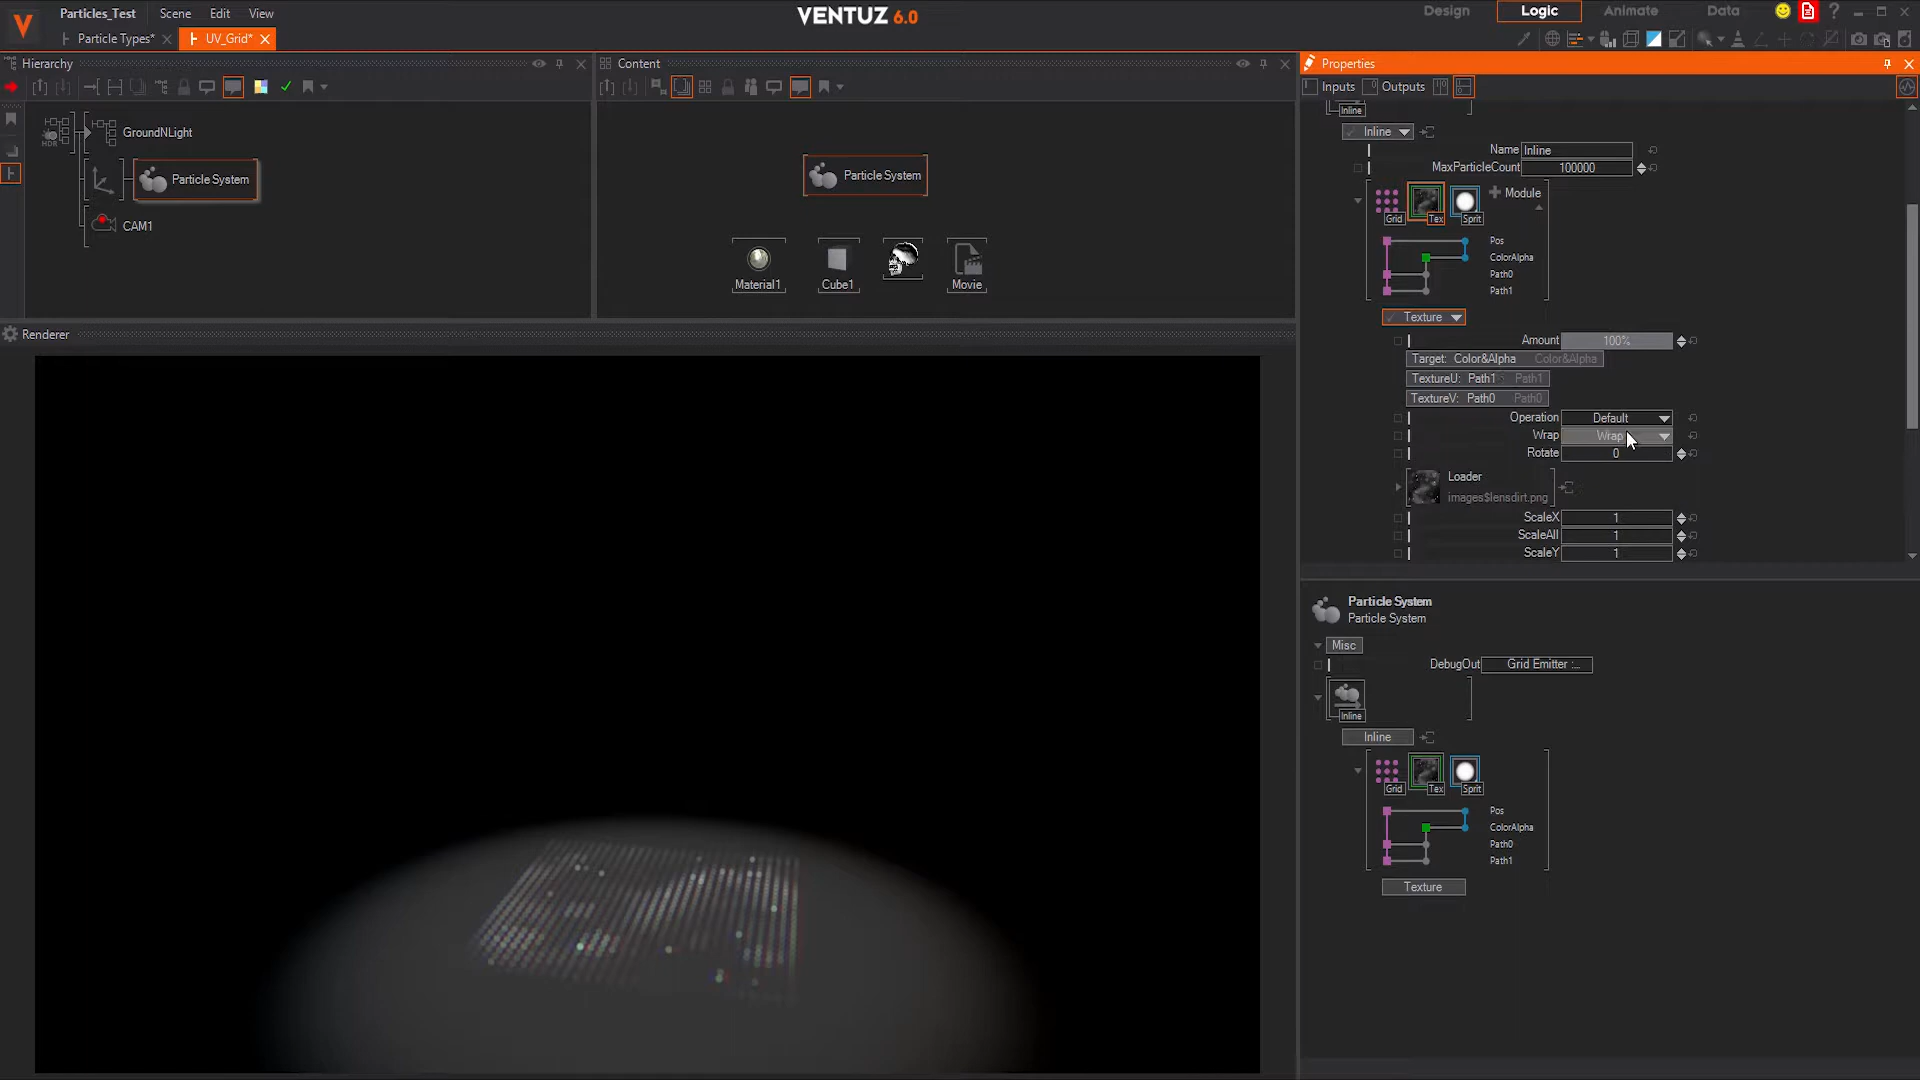 Particles_Test Scene Edit View VENTUZ 6.0 Design Logic Animate Data
Particle Types* UV_Grid*
Hierarchy
GroundNLight
Particle System
CAM1
Content
Particle System
Material1 Cube1 Movie
Renderer
Properties
Inputs Outputs
Inline
Inline
Name Inline
MaxParticleCount 100000
Module
Grid Tex Sprit
Pos
ColorAlpha
Path0
Path1
Texture
Amount 100%
Target: Color&Alpha Color&Alpha
TextureU: Path1 Path1
TextureV: Path0 Path0
Operation Default
Wrap Wrap
Rotate 0
Loader
images$lensdirt.png
ScaleX 1
ScaleAll 1
ScaleY 1
Particle System
Particle System
Misc
DebugOut Grid Emitter :...
Inline
Inline
Grid Tex Sprit
Pos
ColorAlpha
Path0
Path1
Texture